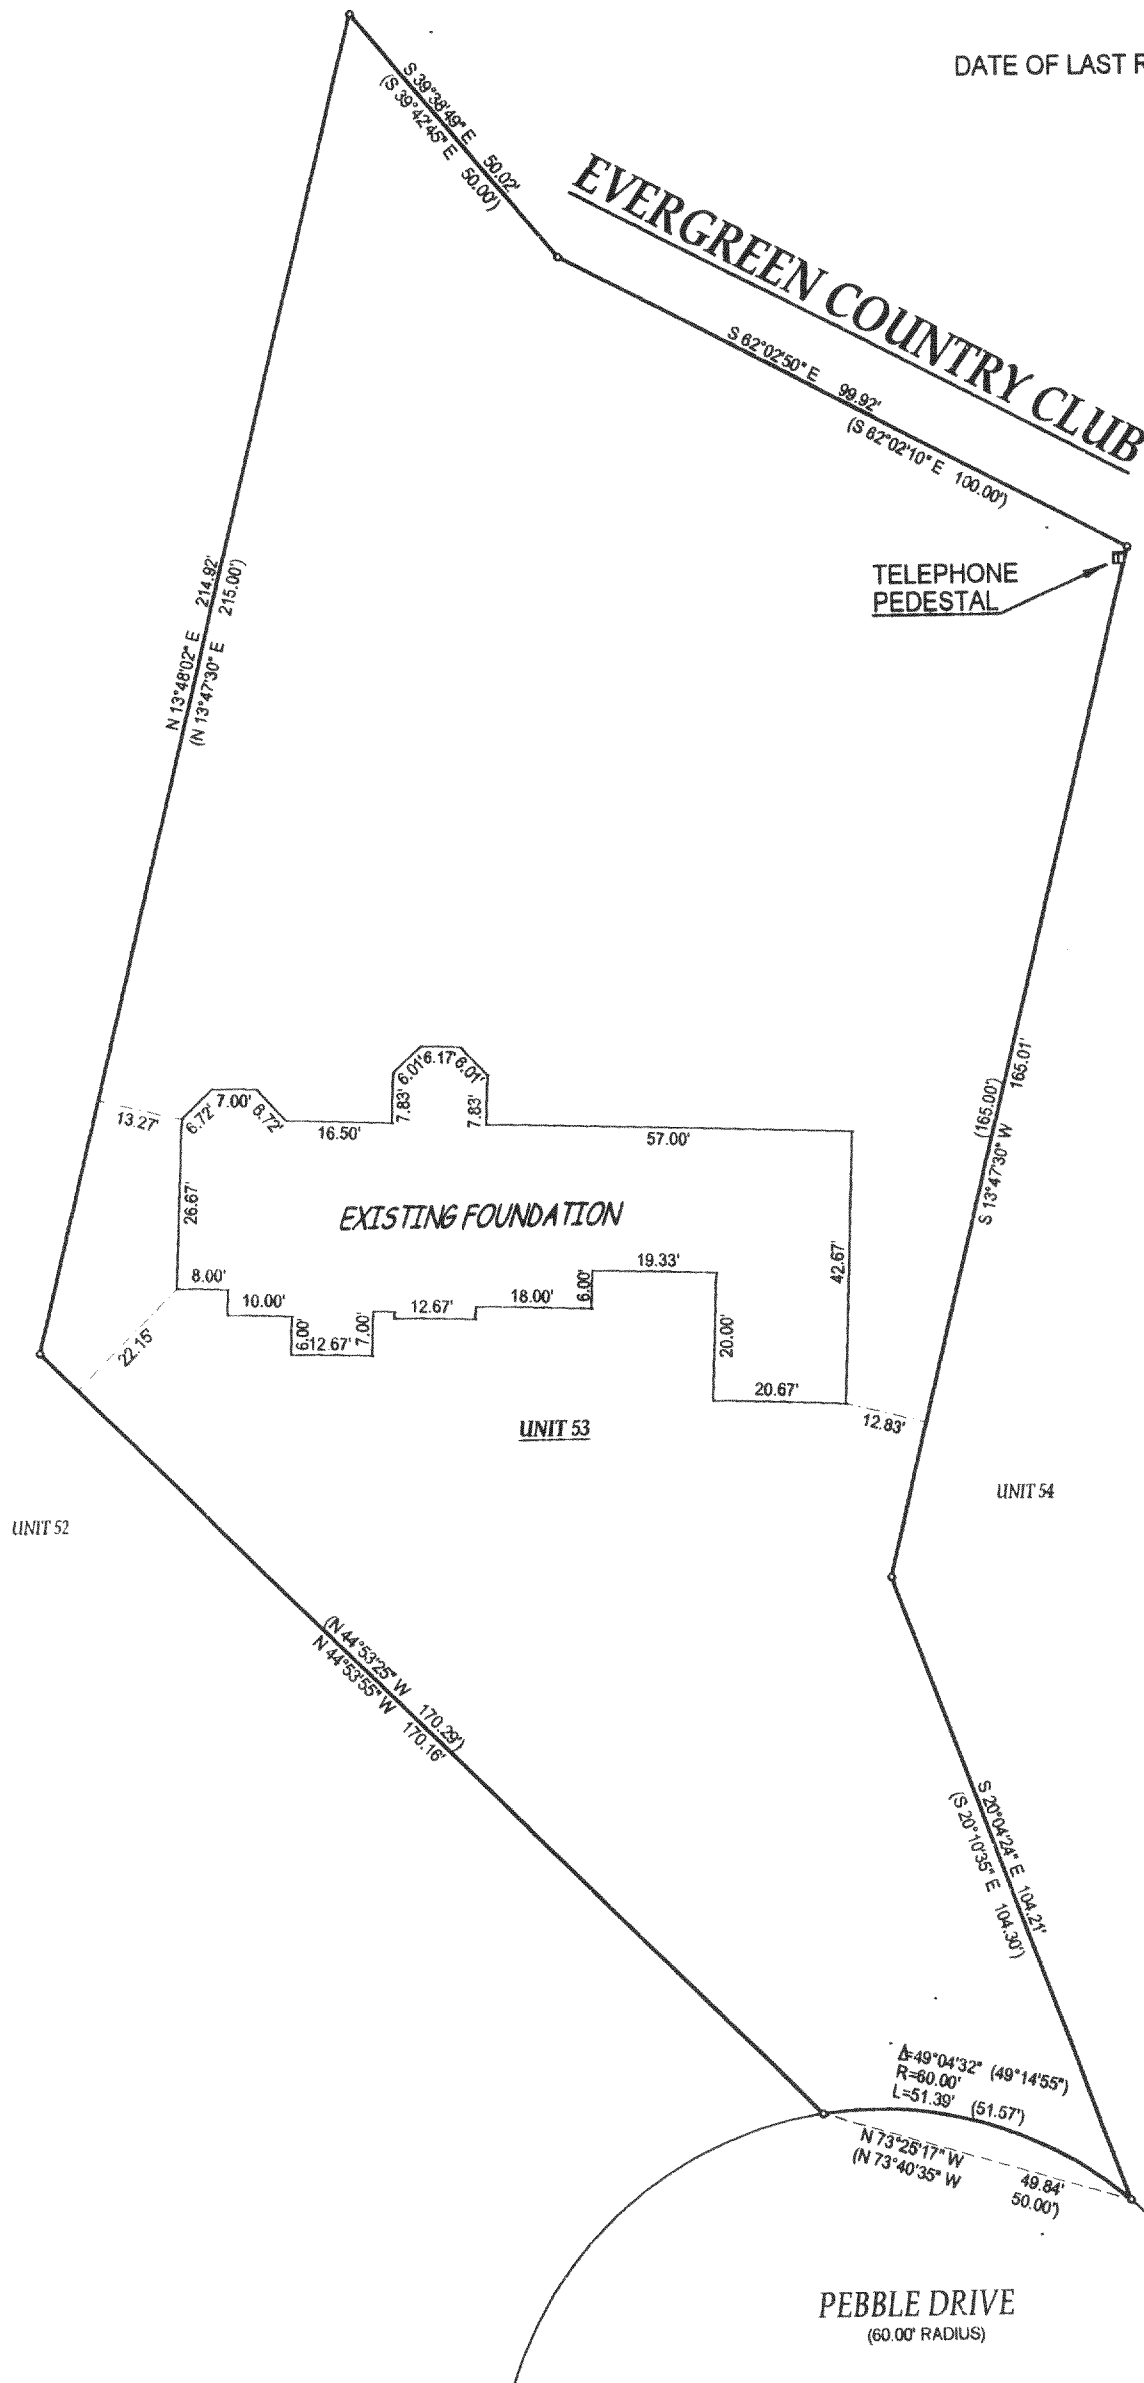 DATE OF LAST R
S 39°38'49" E 50.02'
(S 39°42'45" E 50.00')
EVERGREEN COUNTRY CLUB
S 62°02'50" E 99.92'
(S 62°02'10" E 100.00')
TELEPHONE
PEDESTAL
N 13°48'02" E 214.92'
(N 13°47'30" E 215.00')
(165.00')
S 13°47'30" W 165.01'
13.27'
6.72'
7.00'
6.72'
16.50'
7.83'
6.01'
6.17'
6.01'
7.83'
57.00'
26.67'
EXISTING FOUNDATION
42.67'
8.00'
10.00'
6.00'
12.67'
7.00'
12.67'
18.00'
6.00'
19.33'
20.00'
20.67'
22.15'
12.83'
UNIT 53
UNIT 54
UNIT 52
(N 44°53'25" W 170.29')
N 44°53'55" W 170.16'
S 20°04'24" E 104.21'
(S 20°10'35" E 104.30')
Δ=49°04'32" (49°14'55")
R=60.00'
L=51.39' (51.57')
N 73°25'17" W 49.84'
(N 73°40'35" W 50.00')
PEBBLE DRIVE
(60.00' RADIUS)